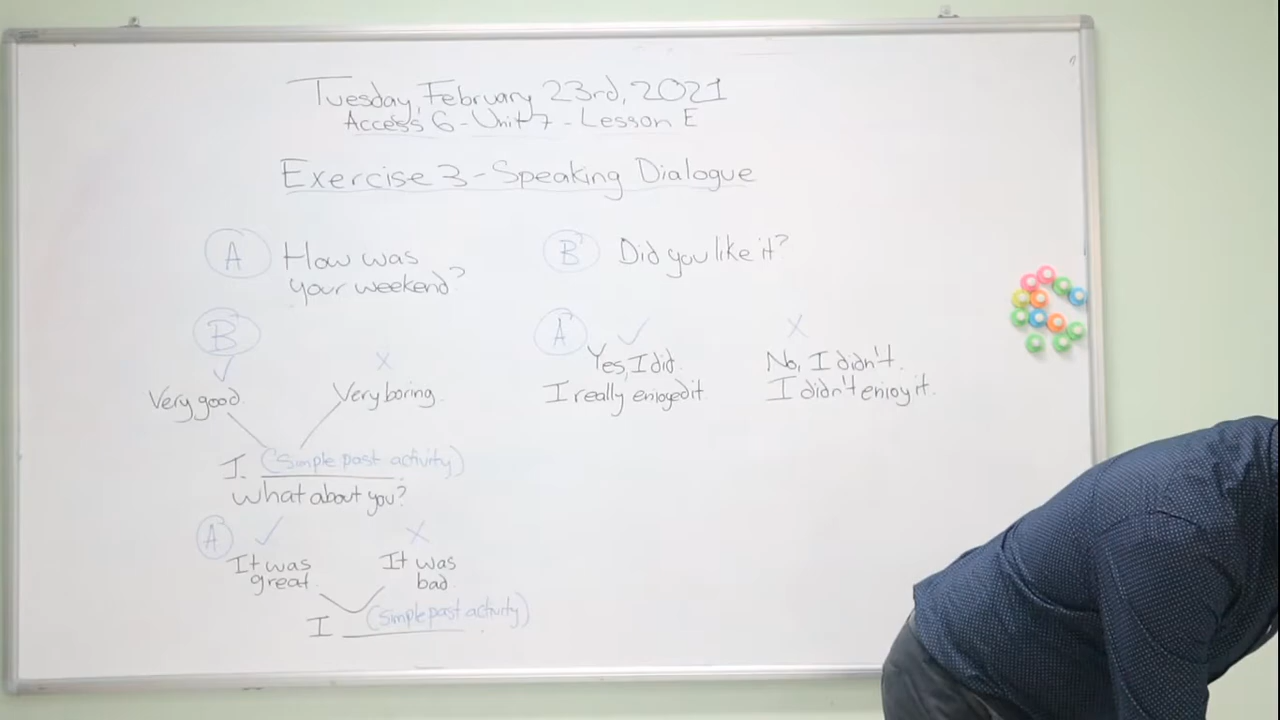 Tuesday, February 23rd, 2021
Access 6 - Unit 7 - Lesson E
Exercise 3 - Speaking Dialogue
A How was
your weekend?
B
✓ x
Very good. Very boring.
I (Simple past activity)
What about you?
A ✓ x
It was It was
great. bad.
I (Simple past activity)
B Did you like it?
A ✓ x
Yes, I did. No, I didn't.
I really enjoyed it. I didn't enjoy it.